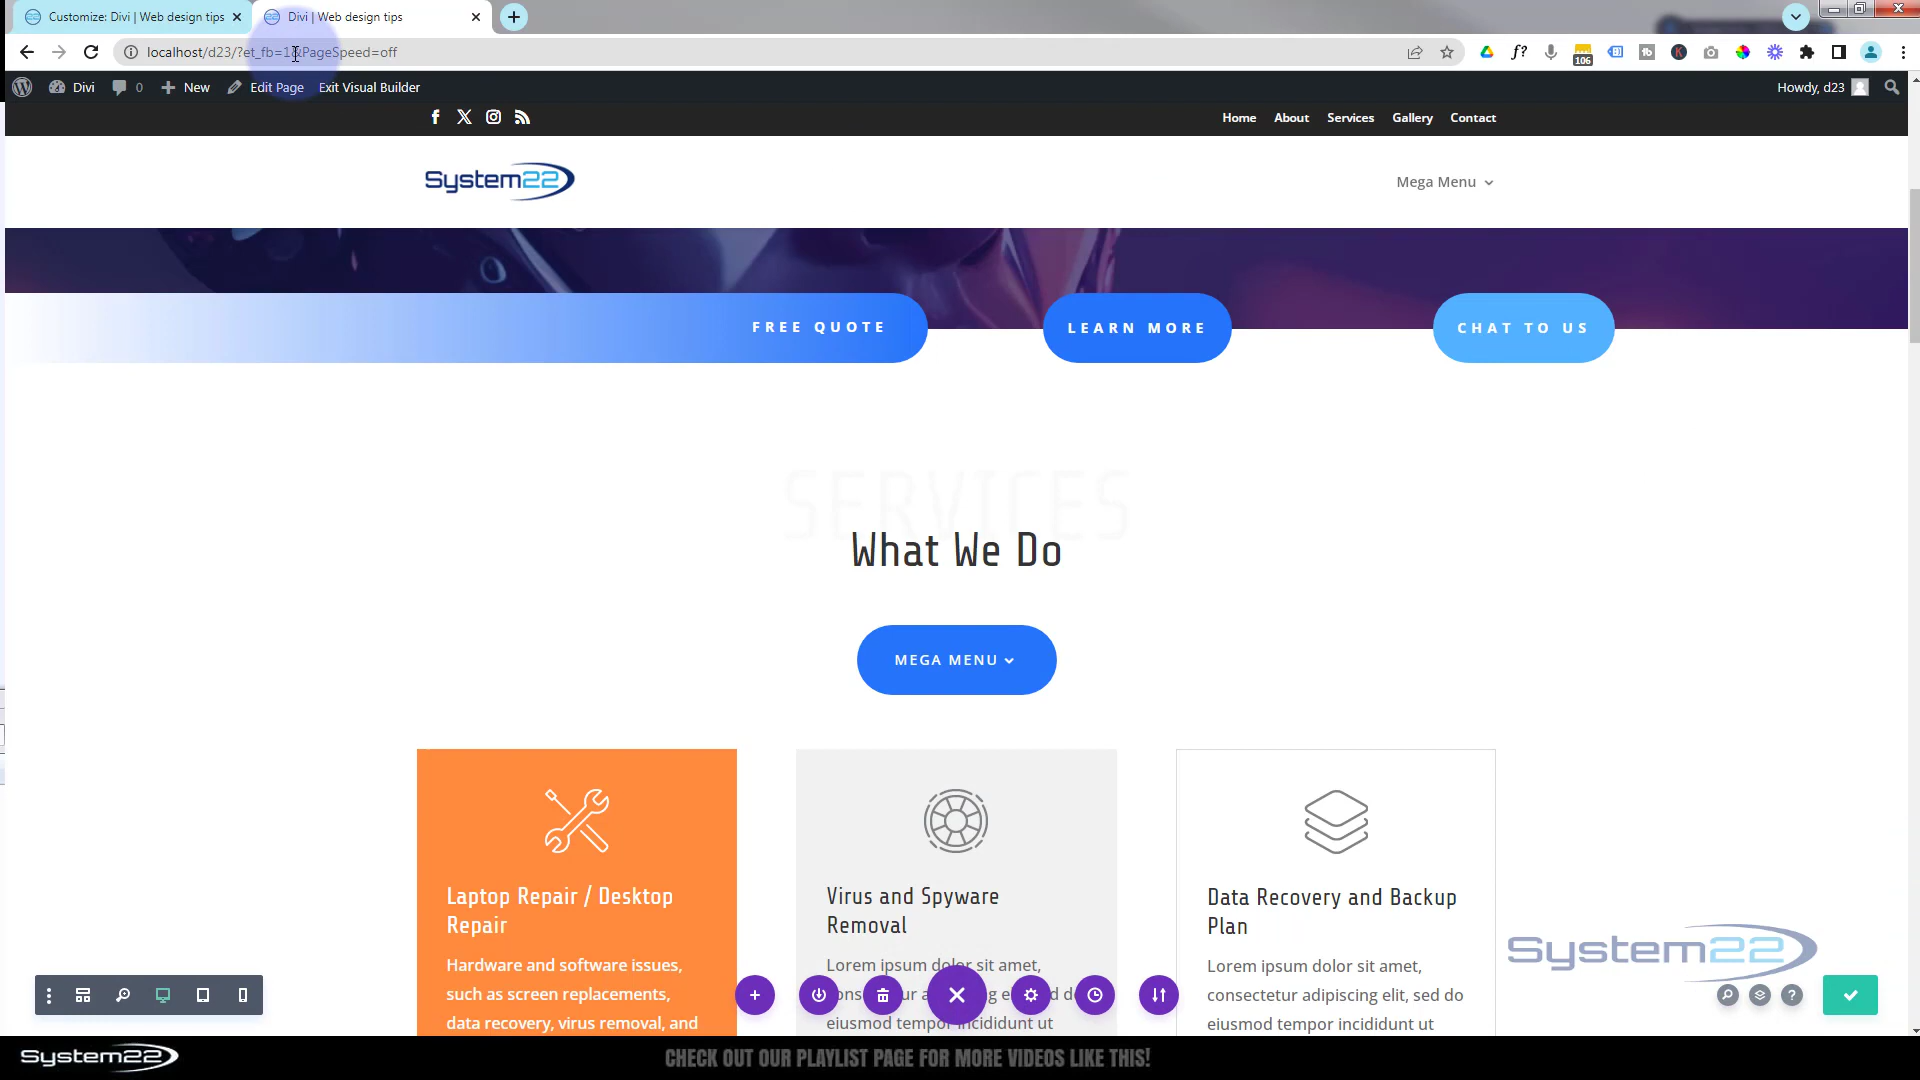 Customize: Divi | Web design tips
Divi | Web design tips
localhost/d23/?et_fb=1&PageSpeed=off
106
Divi
0
New
Edit Page
Exit Visual Builder
Howdy, d23
Home
About
Services
Gallery
Contact
System22
Mega Menu
FREE QUOTE
LEARN MORE
CHAT TO US
SERVICES
What We Do
MEGA MENU
Laptop Repair / Desktop
Repair
Hardware and software issues,
such as screen replacements,
data recovery, virus removal, and
Virus and Spyware
Removal
Lorem ipsum dolor sit amet,
eiusmod tempor incididunt ut
Data Recovery and Backup
Plan
Lorem ipsum dolor sit amet,
consectetur adipiscing elit, sed do
eiusmod tempor incididunt ut
System22
System22
CHECK OUT OUR PLAYLIST PAGE FOR MORE VIDEOS LIKE THIS!